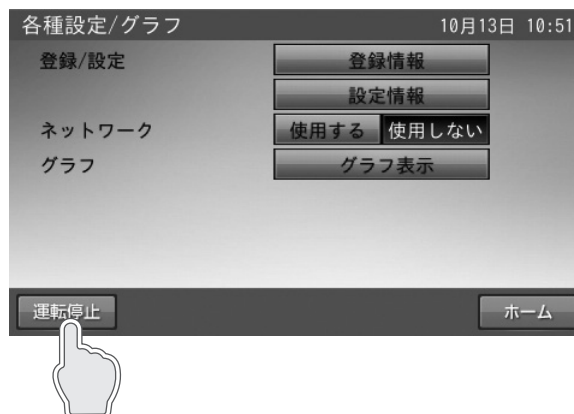 各種設定/グラフ 10月13日 10:51
登録/設定 登録情報
設定情報
ネットワーク 使用する 使用しない
グラフ グラフ表示
運転停止 ホーム